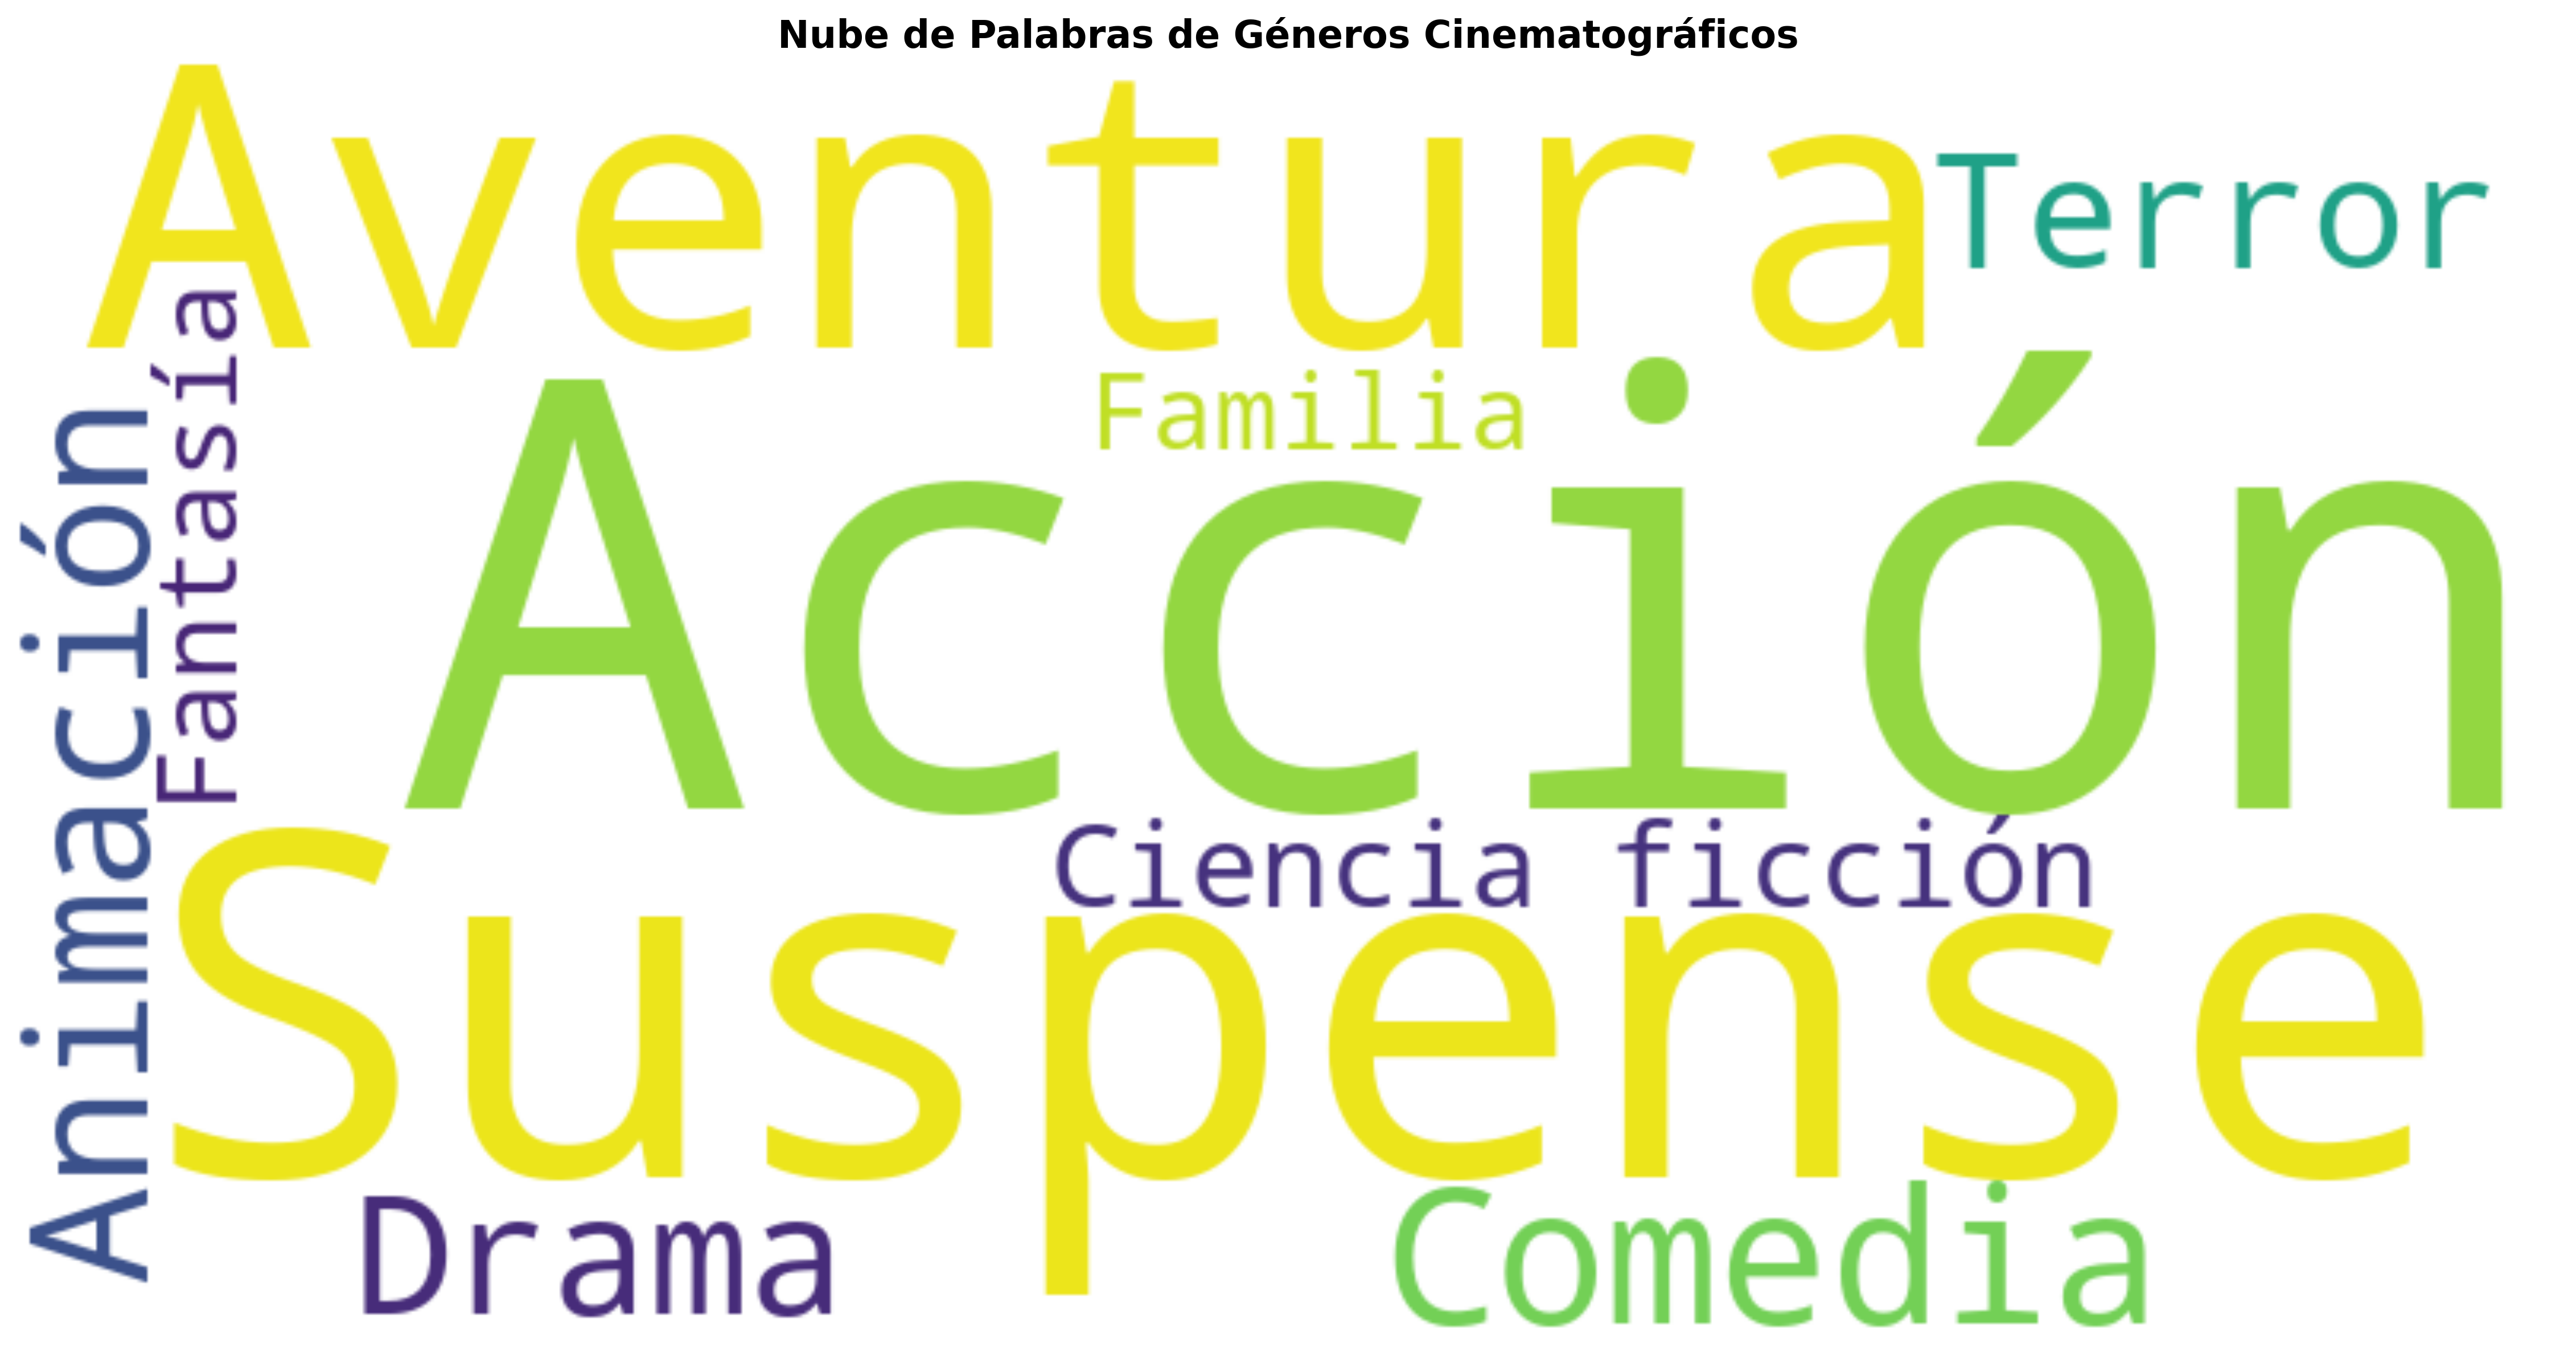 Nube de Palabras de Géneros Cinematográficos
Aventura
Terror
Familia
Fantasía
Animación
Acción
Ciencia ficción
Suspense
Drama
Comedia